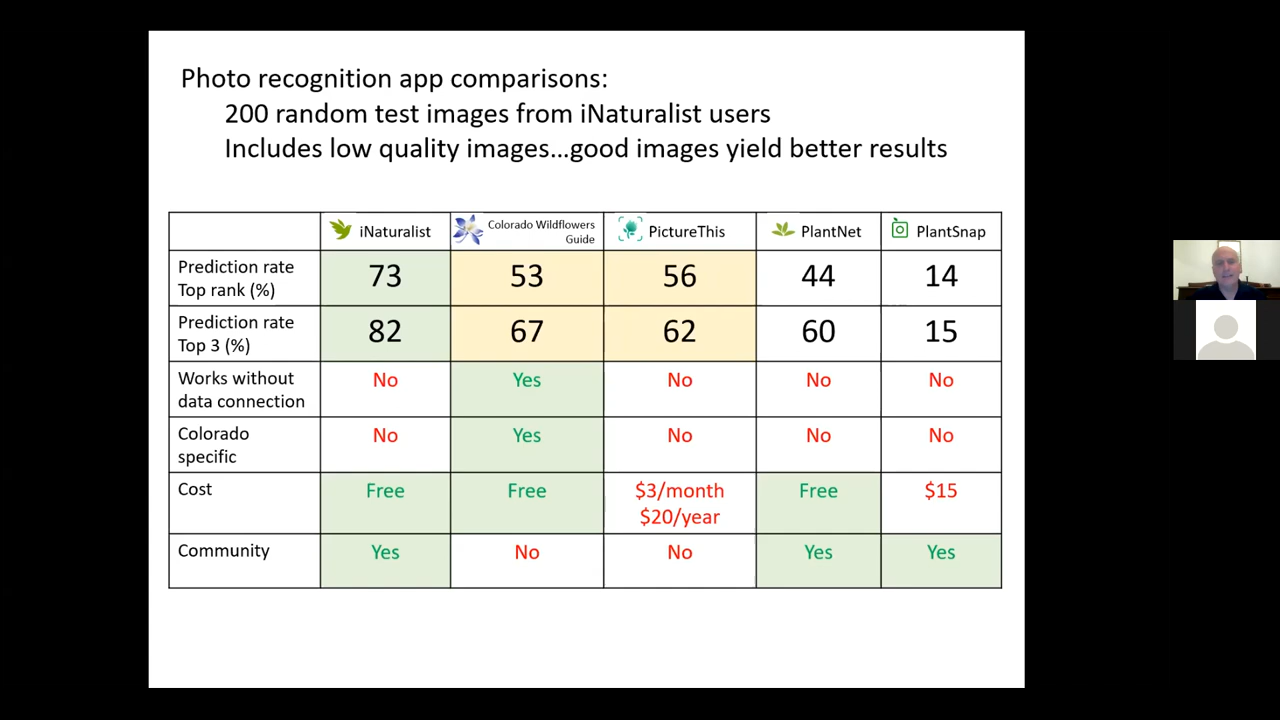 Photo recognition app comparisons:
200 random test images from iNaturalist users
Includes low quality images...good images yield better results
iNaturalist
Colorado Wildflowers
Guide
PictureThis
PlantNet
PlantSnap
Prediction rate
Top rank (%)
73
53
56
44
14
Prediction rate
Top 3 (%)
82
67
62
60
15
Works without
data connection
No
Yes
No
No
No
Colorado
specific
No
Yes
No
No
No
Cost
Free
Free
$3/month
$20/year
Free
$15
Community
Yes
No
No
Yes
Yes